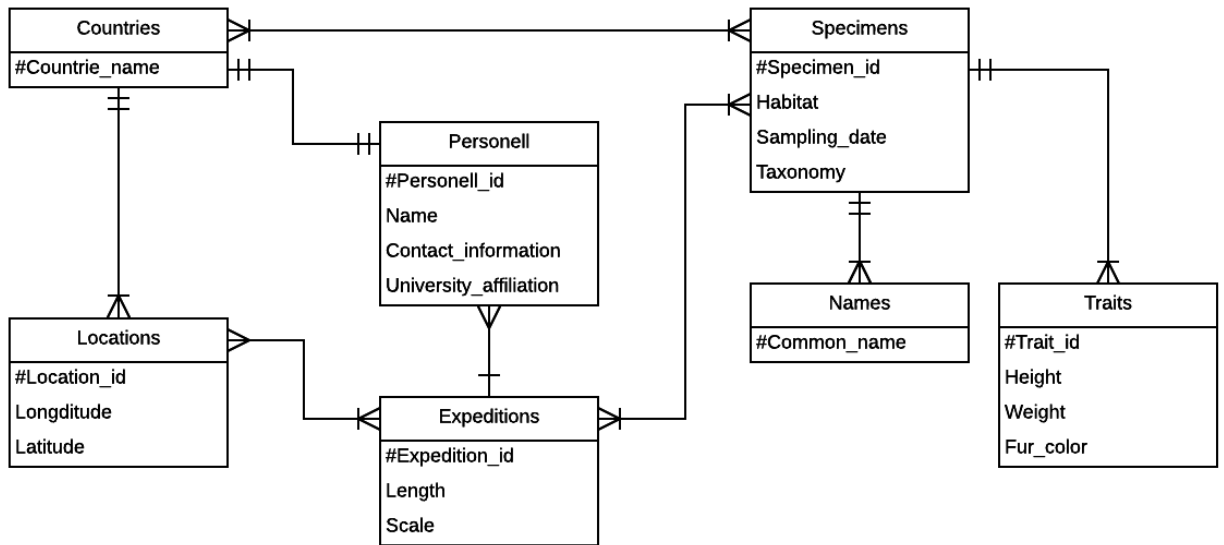 Countries
#Countrie_name
Specimens
#Specimen_id
Habitat
Sampling_date
Taxonomy
Personell
#Personell_id
Name
Contact_information
University_affiliation
Locations
#Location_id
Longditude
Latitude
Expeditions
#Expedition_id
Length
Scale
Names
#Common_name
Traits
#Trait_id
Height
Weight
Fur_color